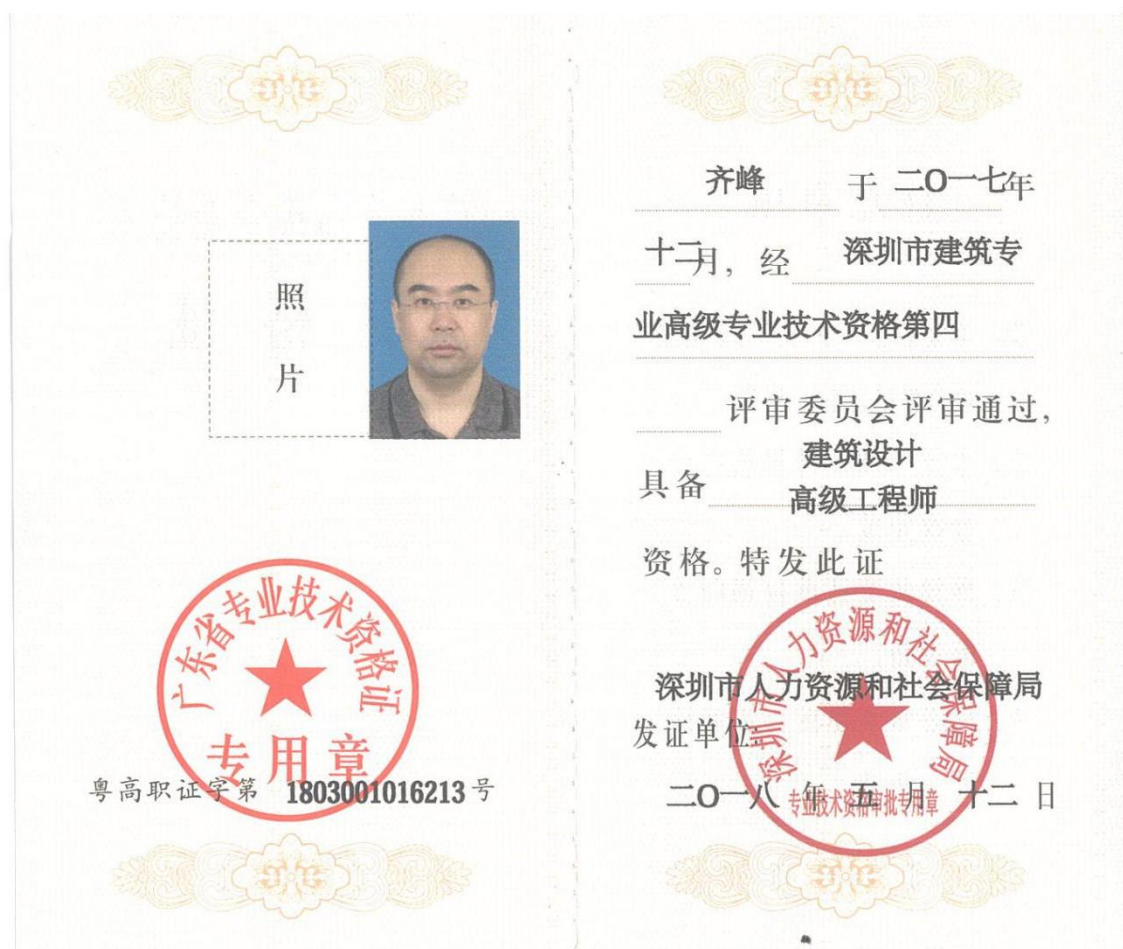 照
片
广东省专业技术资格证
专用章
粤高职证字第 1803001016213 号
齐峰 于 二O一七年
十二月，经 深圳市建筑专
业高级专业技术资格第四
评审委员会评审通过，
建筑设计
具备
高级工程师
资格。特发此证
深圳市人力资源和社会保障局
深圳市人力资源和社会保障局
发证单位:
二O一八 年 五 月 十二 日
专业技术资格审批专用章